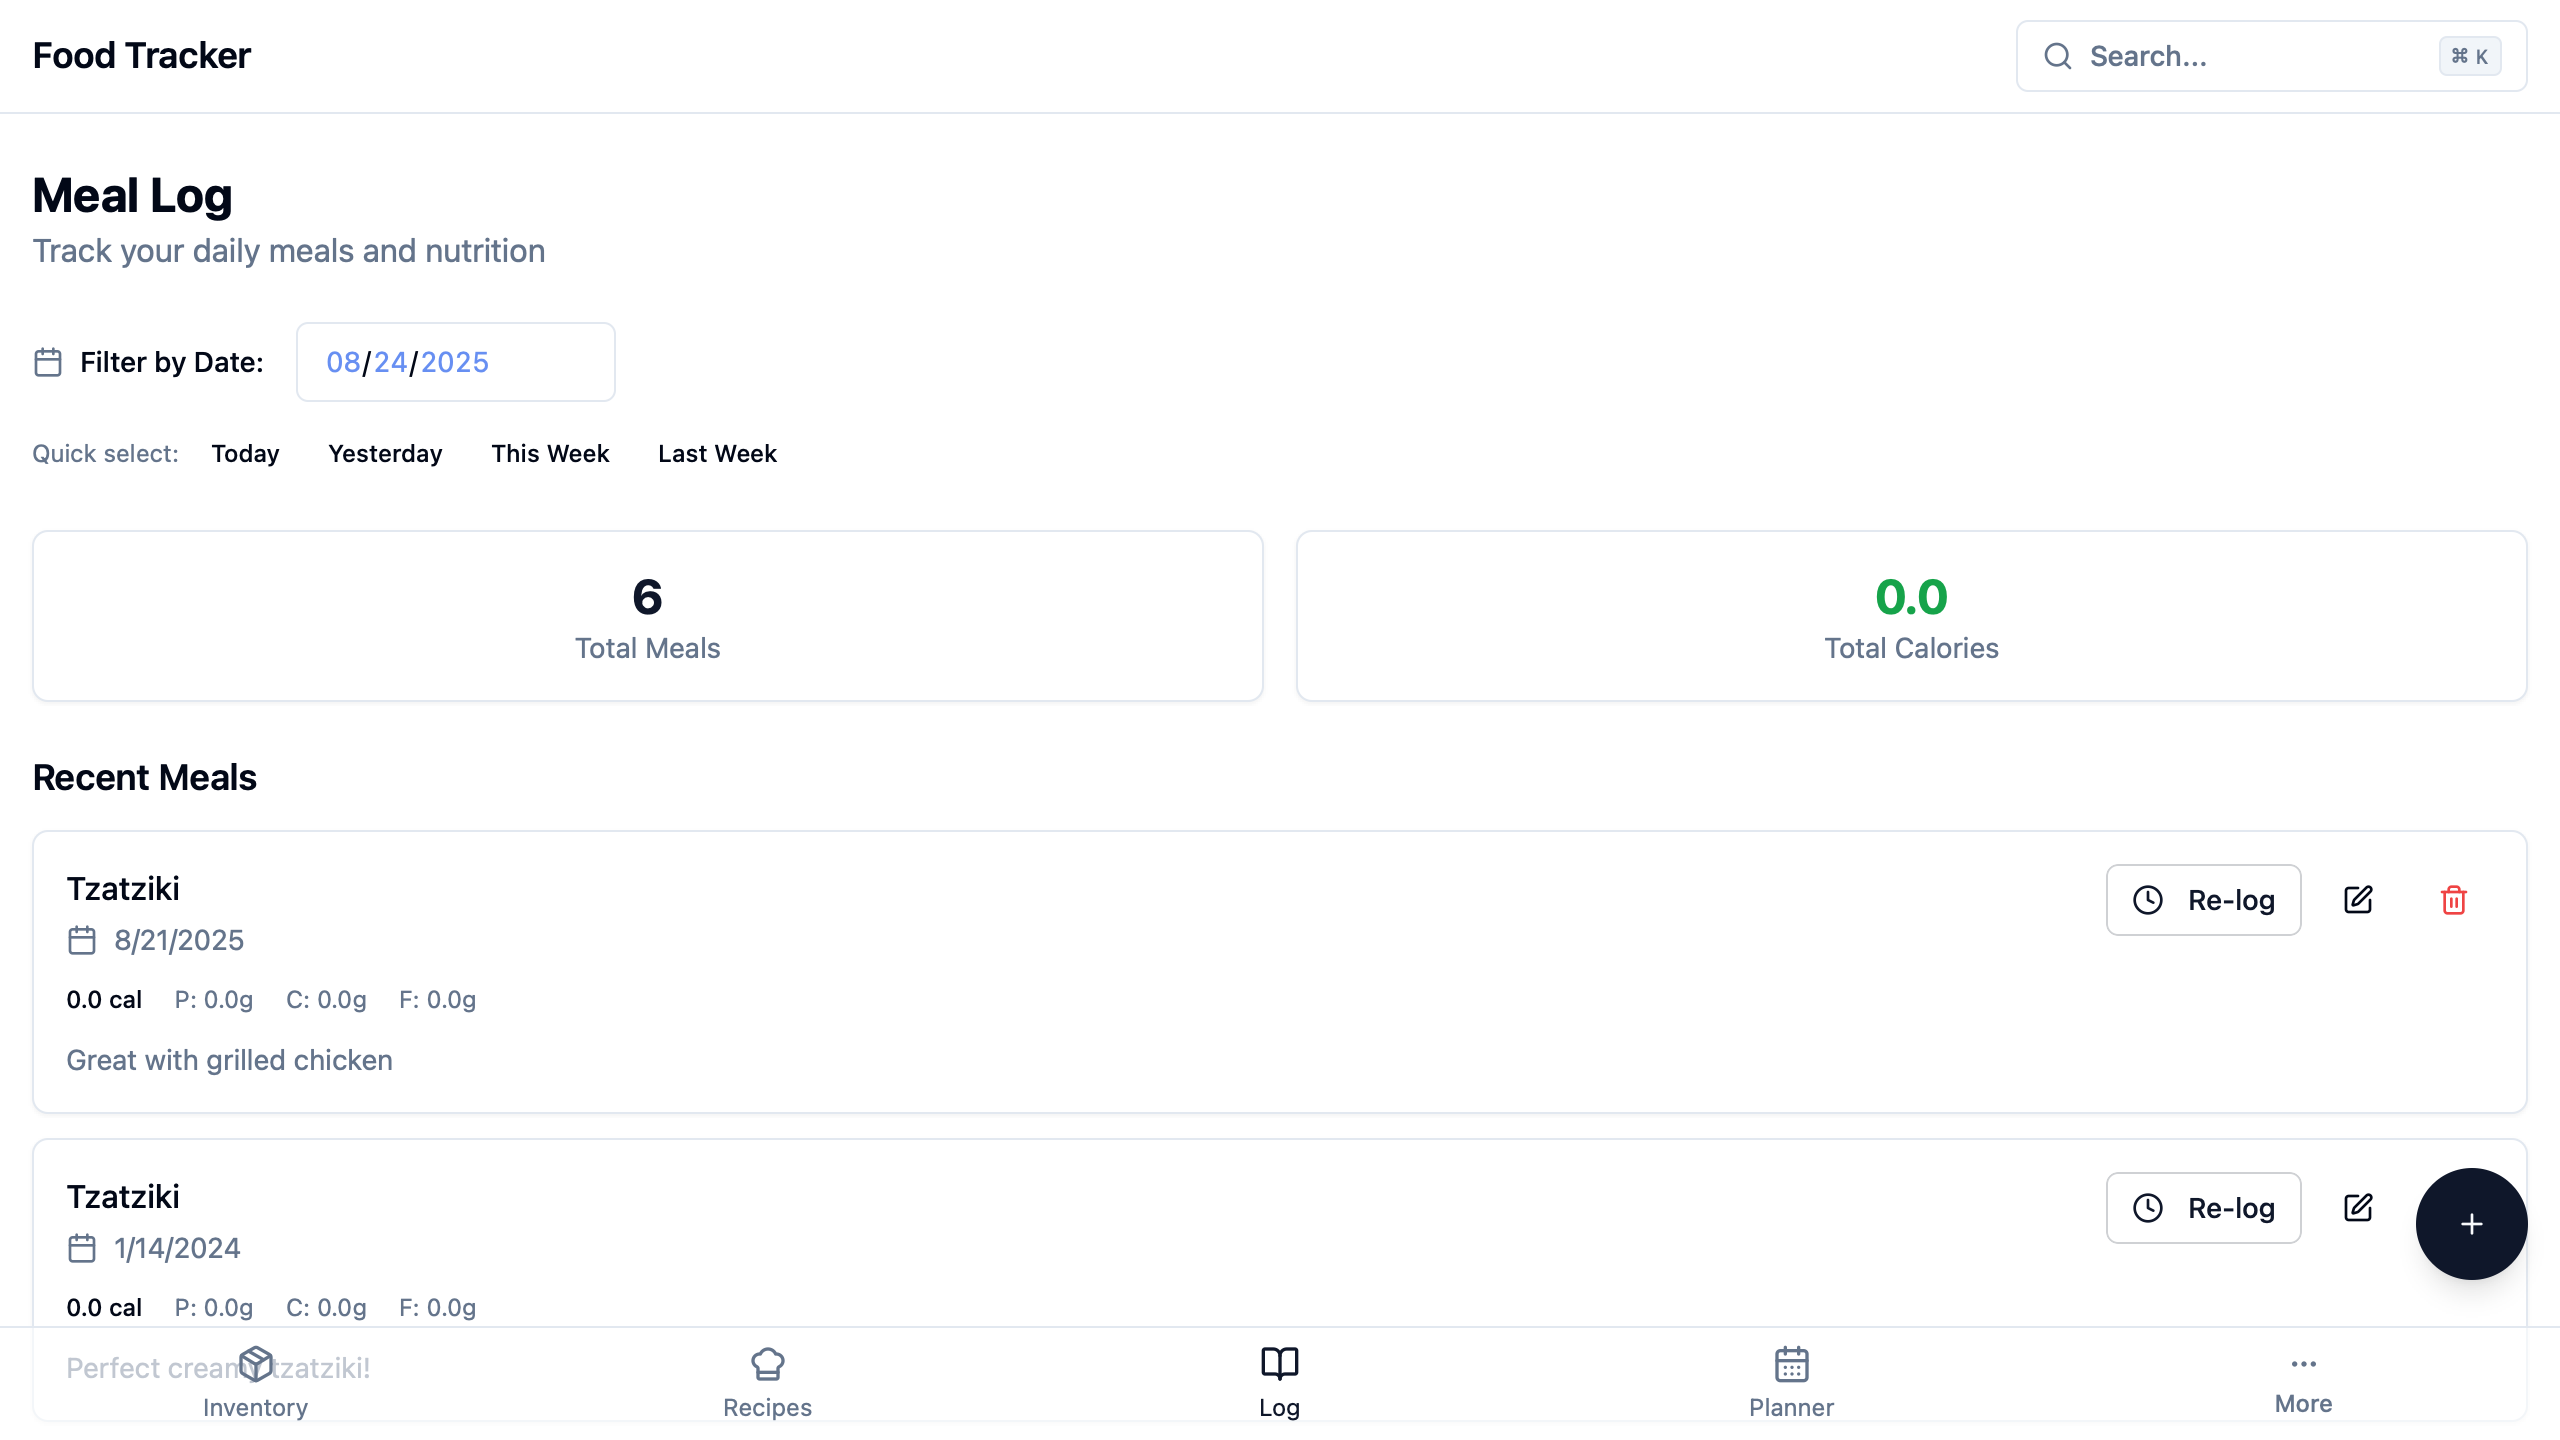 Food Tracker
Search...
⌘ K
Meal Log
Track your daily meals and nutrition
Filter by Date:
08/24/2025
Quick select:
Today
Yesterday
This Week
Last Week
6
Total Meals
0.0
Total Calories
Recent Meals
Tzatziki
Re-log
8/21/2025
0.0 cal
P: 0.0g
C: 0.0g
F: 0.0g
Great with grilled chicken
Tzatziki
Re-log
1/14/2024
0.0 cal
P: 0.0g
C: 0.0g
F: 0.0g
Perfect creamy tzatziki!
Inventory
Recipes
Log
Planner
More